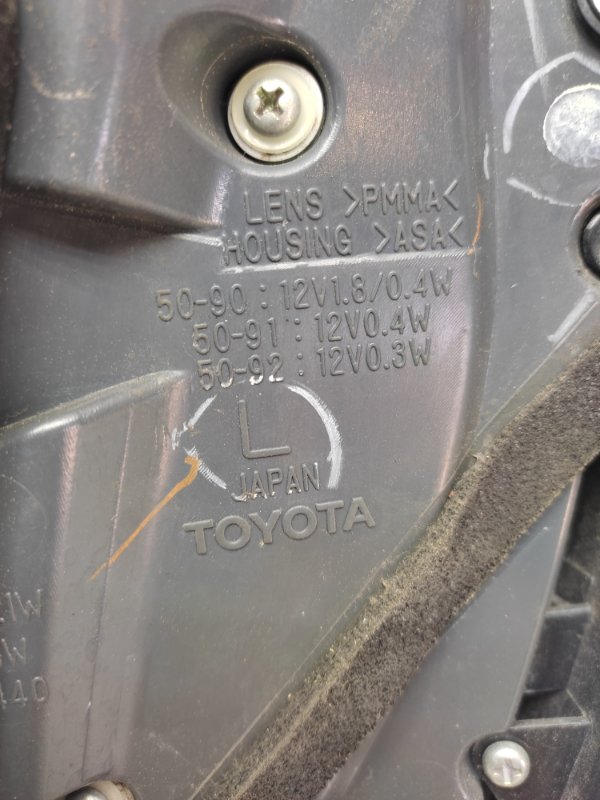 LENS >PMMA<
HOUSING >ASA<
50-90 : 12V1.8/0.4W
50-91 : 12V0.4W
50-92 : 12V0.3W
L
JAPAN
TOYOTA